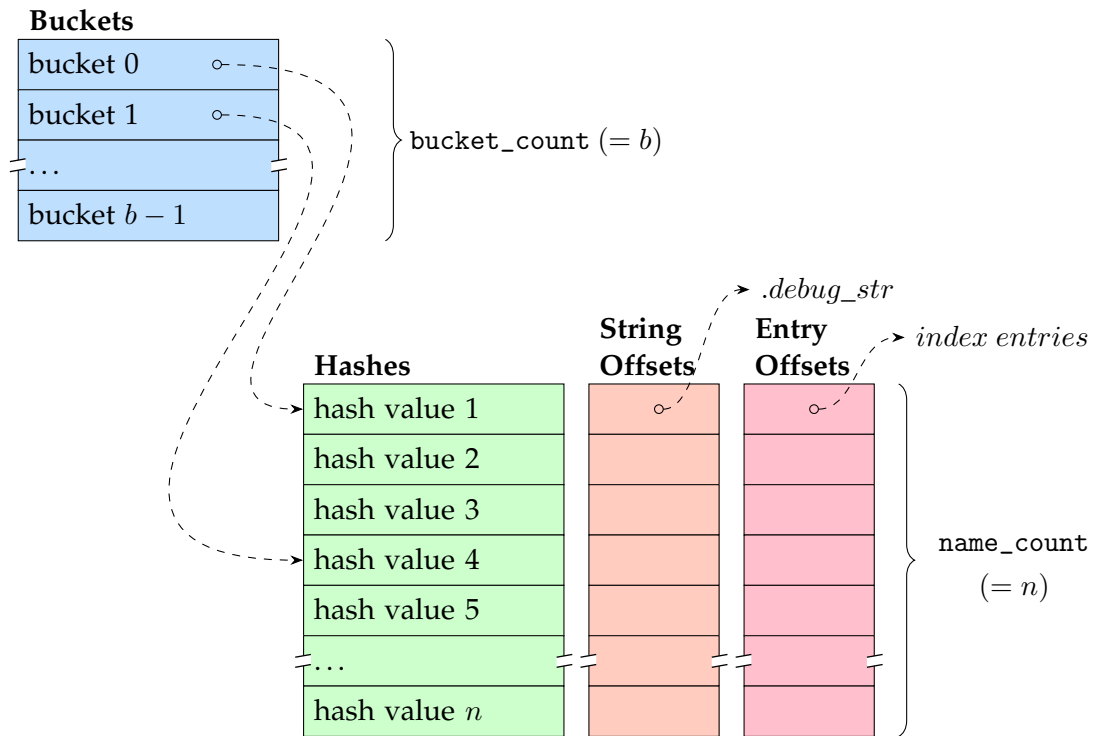 Buckets
bucket 0
bucket 1
...
bucket b − 1
bucket_count (= b)
.debug_str
String
Offsets
Entry
Offsets
index entries
Hashes
hash value 1
hash value 2
hash value 3
hash value 4
hash value 5
...
hash value n
name_count
(= n)